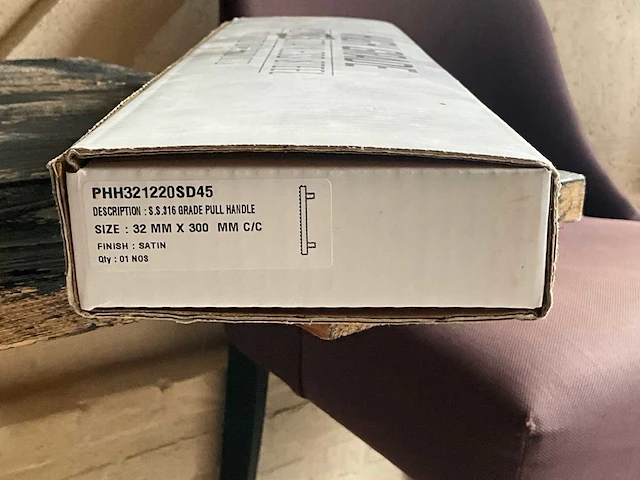 PHH321220SD45
DESCRIPTION : S.S.316 GRADE PULL HANDLE
SIZE : 32 MM X 300 MM C/C
FINISH : SATIN
Qty : 01 NOS